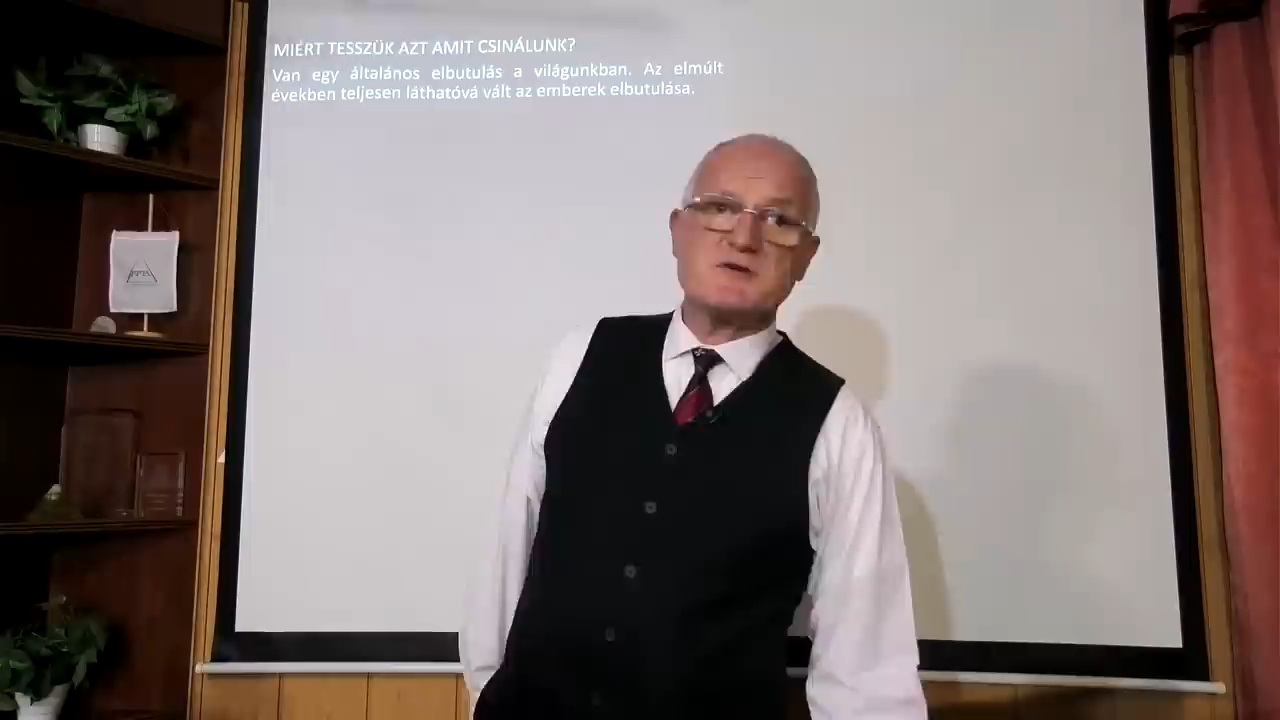 MIÉRT TESSZÜK AZT AMIT CSINÁLUNK?
Van egy általános elbutulás a világunkban. Az elmúlt
években teljesen láthatóvá vált az emberek elbutulása.